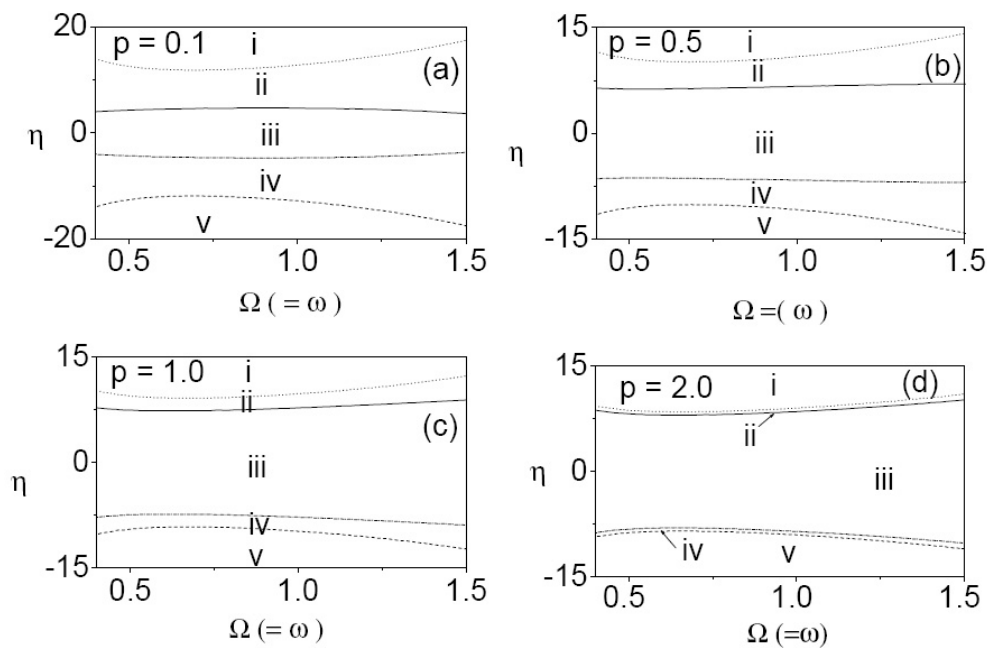 20
p = 0.1
i
(a)
ii
η
0
iii
iv
v
-20
0.5
1.0
1.5
Ω ( = ω )
15
p = 0.5
i
(b)
ii
η
0
iii
iv
v
-15
0.5
1.0
1.5
Ω =( ω )
15
p = 1.0
i
ii
(c)
η
0
iii
iv
v
-15
0.5
1.0
1.5
Ω (= ω )
15
p = 2.0
i
(d)
ii
η
0
iii
iv
v
-15
0.5
1.0
1.5
Ω (=ω)